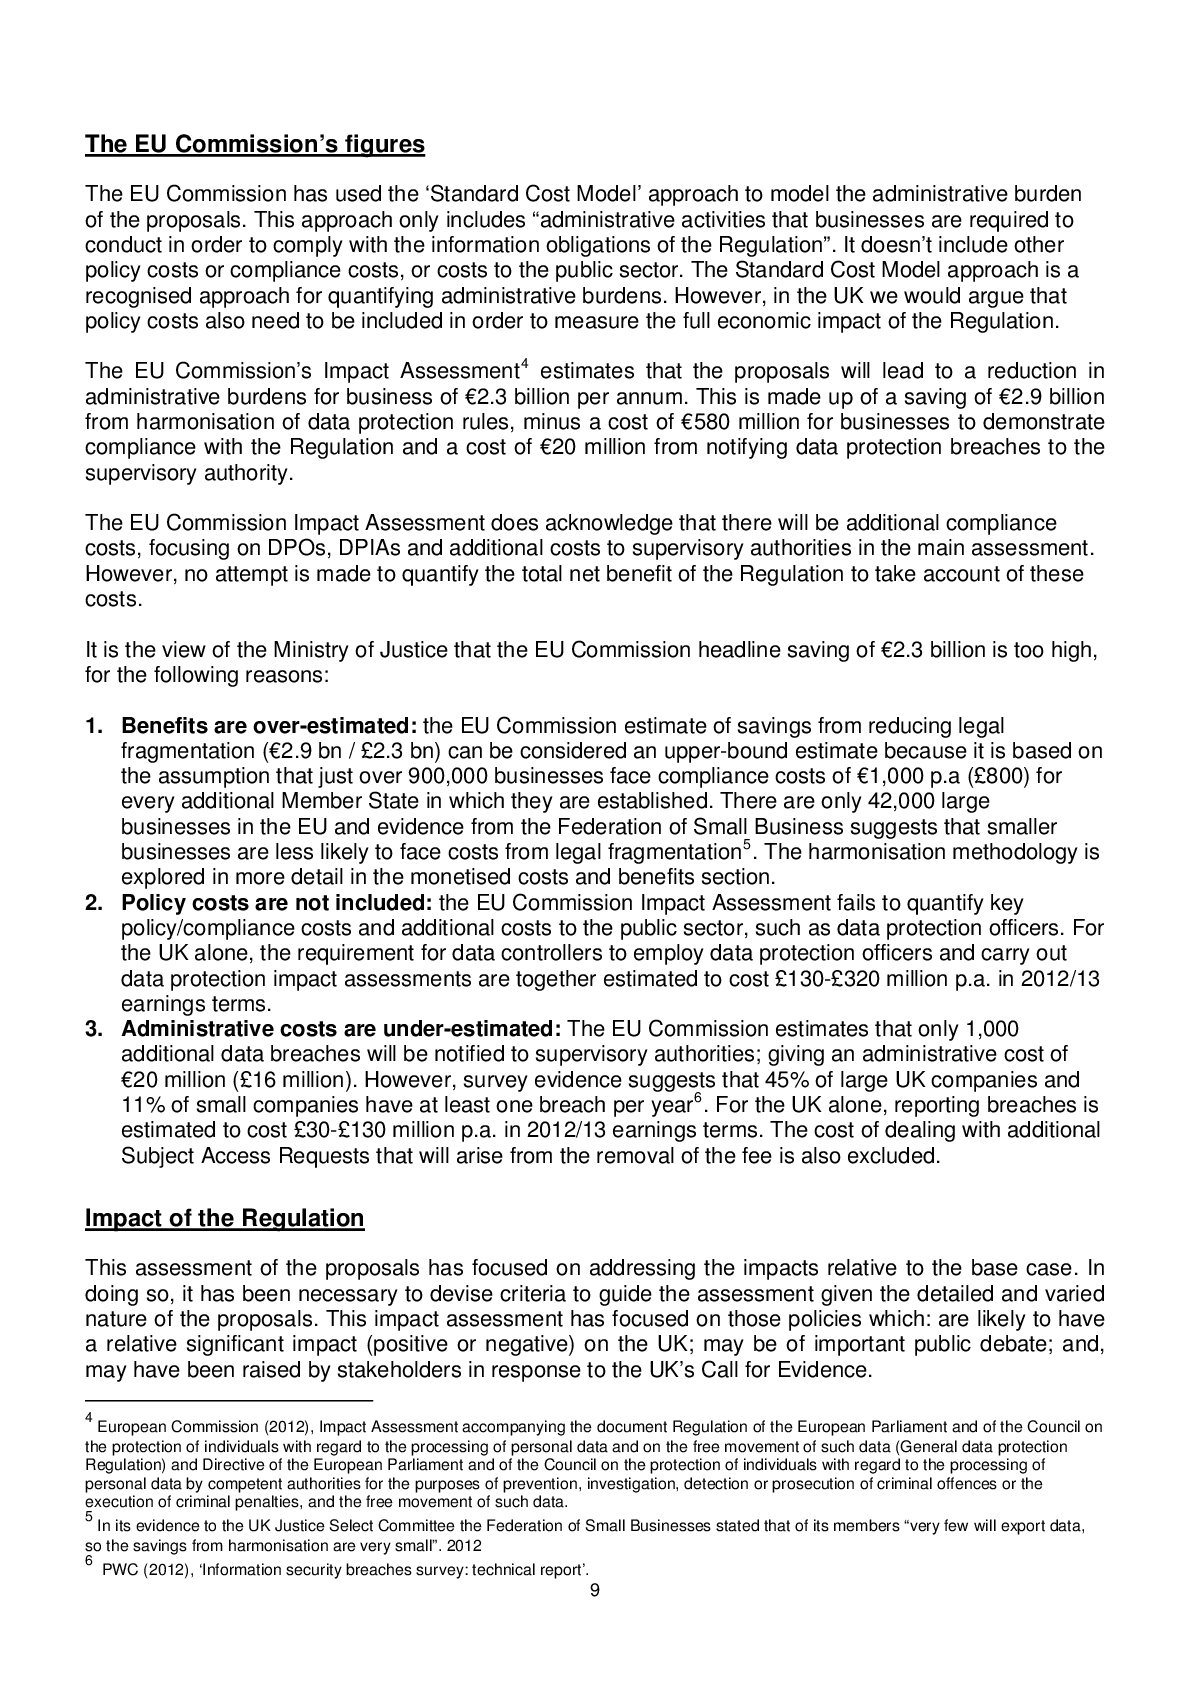 The EU Commission’s figures
The EU Commission has used the ‘Standard Cost Model’ approach to model the administrative burden
of the proposals. This approach only includes “administrative activities that businesses are required to
conduct in order to comply with the information obligations of the Regulation”. It doesn’t include other
policy costs or compliance costs, or costs to the public sector. The Standard Cost Model approach is a
recognised approach for quantifying administrative burdens. However, in the UK we would argue that
policy costs also need to be included in order to measure the full economic impact of the Regulation.
The EU Commission’s Impact Assessment4 estimates that the proposals will lead to a reduction in
administrative burdens for business of €2.3 billion per annum. This is made up of a saving of €2.9 billion
from harmonisation of data protection rules, minus a cost of €580 million for businesses to demonstrate
compliance with the Regulation and a cost of €20 million from notifying data protection breaches to the
supervisory authority.
The EU Commission Impact Assessment does acknowledge that there will be additional compliance
costs, focusing on DPOs, DPIAs and additional costs to supervisory authorities in the main assessment.
However, no attempt is made to quantify the total net benefit of the Regulation to take account of these
costs.
It is the view of the Ministry of Justice that the EU Commission headline saving of €2.3 billion is too high,
for the following reasons:
1. Benefits are over-estimated: the EU Commission estimate of savings from reducing legal
fragmentation (€2.9 bn / £2.3 bn) can be considered an upper-bound estimate because it is based on
the assumption that just over 900,000 businesses face compliance costs of €1,000 p.a (£800) for
every additional Member State in which they are established. There are only 42,000 large
businesses in the EU and evidence from the Federation of Small Business suggests that smaller
businesses are less likely to face costs from legal fragmentation5. The harmonisation methodology is
explored in more detail in the monetised costs and benefits section.
2. Policy costs are not included: the EU Commission Impact Assessment fails to quantify key
policy/compliance costs and additional costs to the public sector, such as data protection officers. For
the UK alone, the requirement for data controllers to employ data protection officers and carry out
data protection impact assessments are together estimated to cost £130-£320 million p.a. in 2012/13
earnings terms.
3. Administrative costs are under-estimated: The EU Commission estimates that only 1,000
additional data breaches will be notified to supervisory authorities; giving an administrative cost of
€20 million (£16 million). However, survey evidence suggests that 45% of large UK companies and
11% of small companies have at least one breach per year6. For the UK alone, reporting breaches is
estimated to cost £30-£130 million p.a. in 2012/13 earnings terms. The cost of dealing with additional
Subject Access Requests that will arise from the removal of the fee is also excluded.
Impact of the Regulation
This assessment of the proposals has focused on addressing the impacts relative to the base case. In
doing so, it has been necessary to devise criteria to guide the assessment given the detailed and varied
nature of the proposals. This impact assessment has focused on those policies which: are likely to have
a relative significant impact (positive or negative) on the UK; may be of important public debate; and,
may have been raised by stakeholders in response to the UK’s Call for Evidence.
4 European Commission (2012), Impact Assessment accompanying the document Regulation of the European Parliament and of the Council on
the protection of individuals with regard to the processing of personal data and on the free movement of such data (General data protection
Regulation) and Directive of the European Parliament and of the Council on the protection of individuals with regard to the processing of
personal data by competent authorities for the purposes of prevention, investigation, detection or prosecution of criminal offences or the
execution of criminal penalties, and the free movement of such data.
5 In its evidence to the UK Justice Select Committee the Federation of Small Businesses stated that of its members “very few will export data,
so the savings from harmonisation are very small”. 2012
6 PWC (2012), ‘Information security breaches survey: technical report’.
9